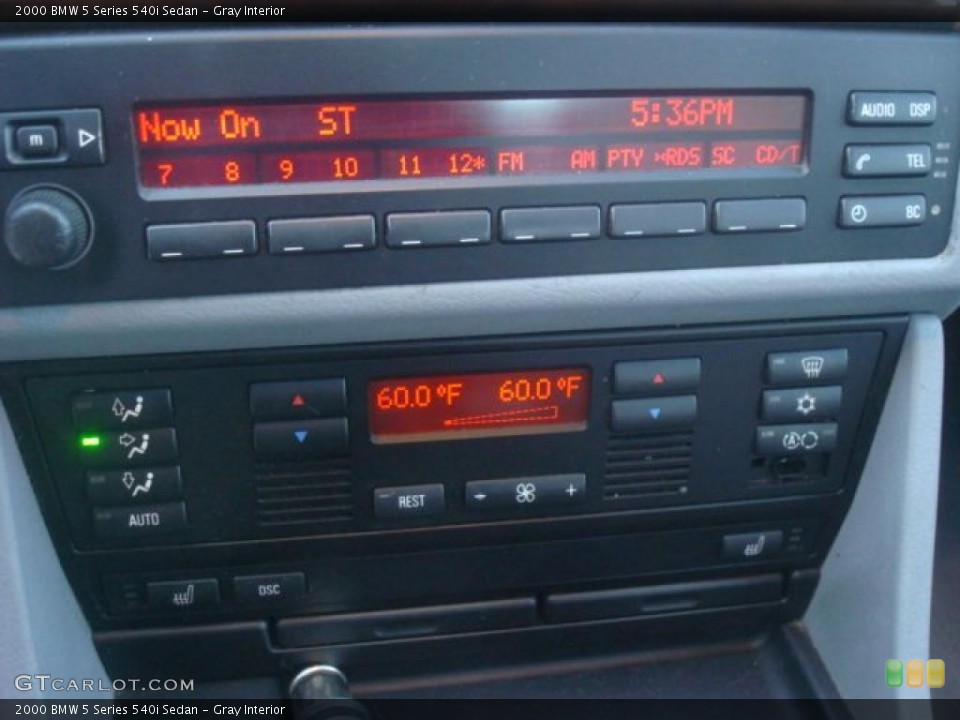 2000 BMW 5 Series 540i Sedan – Gray Interior
Now On ST 5:36PM
7 8 9 10 11 12* FM AM PTY RDS SC CD/T
m
AUDIO DSP
TEL
BC
60.0 °F 60.0 °F
REST - +
AUTO
A
DSC
GTCARLOT.COM
2000 BMW 5 Series 540i Sedan – Gray Interior